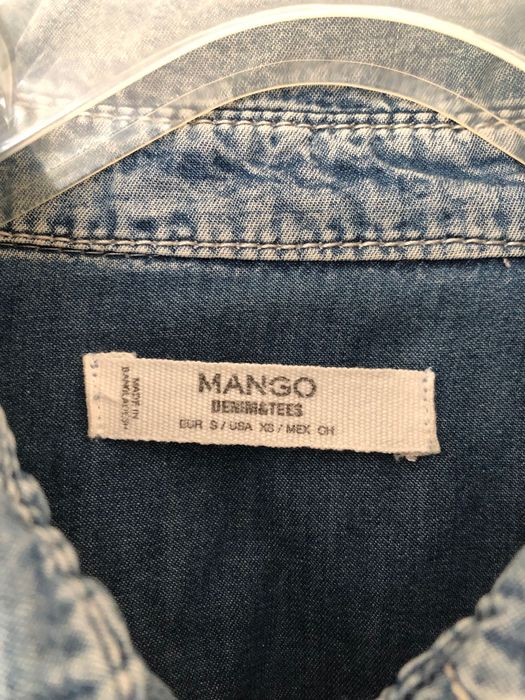 MANGO
DENIM&TEES
EUR S / USA XS / MEX CH
MADE IN
BANGLADESH